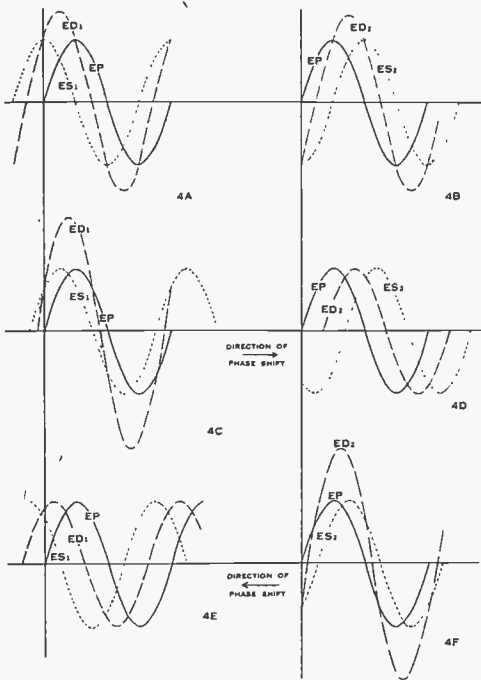 ED₁
EP
ES₁
4A
ED₂
EP
ES₂
4B
ED₁
ES₁
EP
4C
DIRECTION OF
PHASE SHIFT
EP
ES₂
ED₂
4D
EP
ED₁
ES₁
4E
DIRECTION OF
PHASE SHIFT
ED₂
EP
ES₂
4F